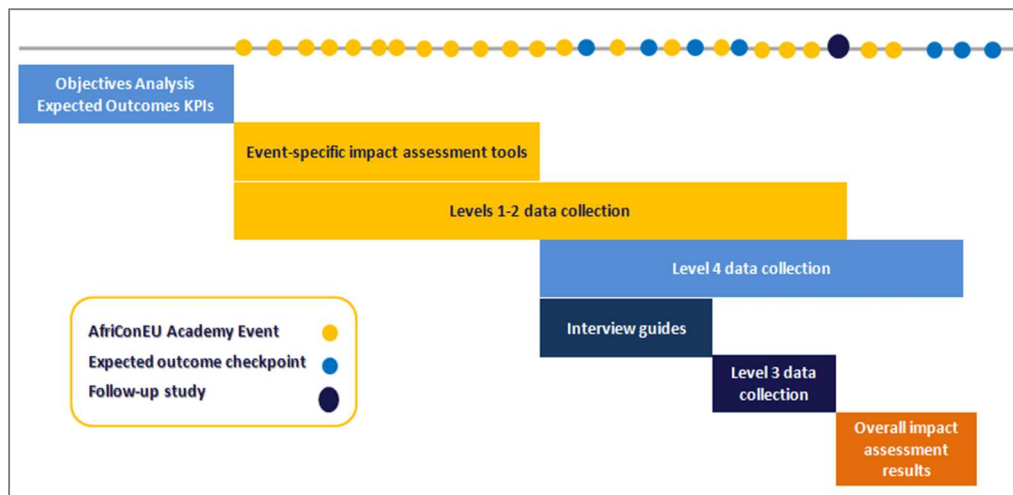 Objectives Analysis
Expected Outcomes KPIs
Event-specific impact assessment tools
Levels 1-2 data collection
Level 4 data collection
Interview guides
Level 3 data
collection
Overall impact
assessment
results
AfriConEU Academy Event
Expected outcome checkpoint
Follow-up study